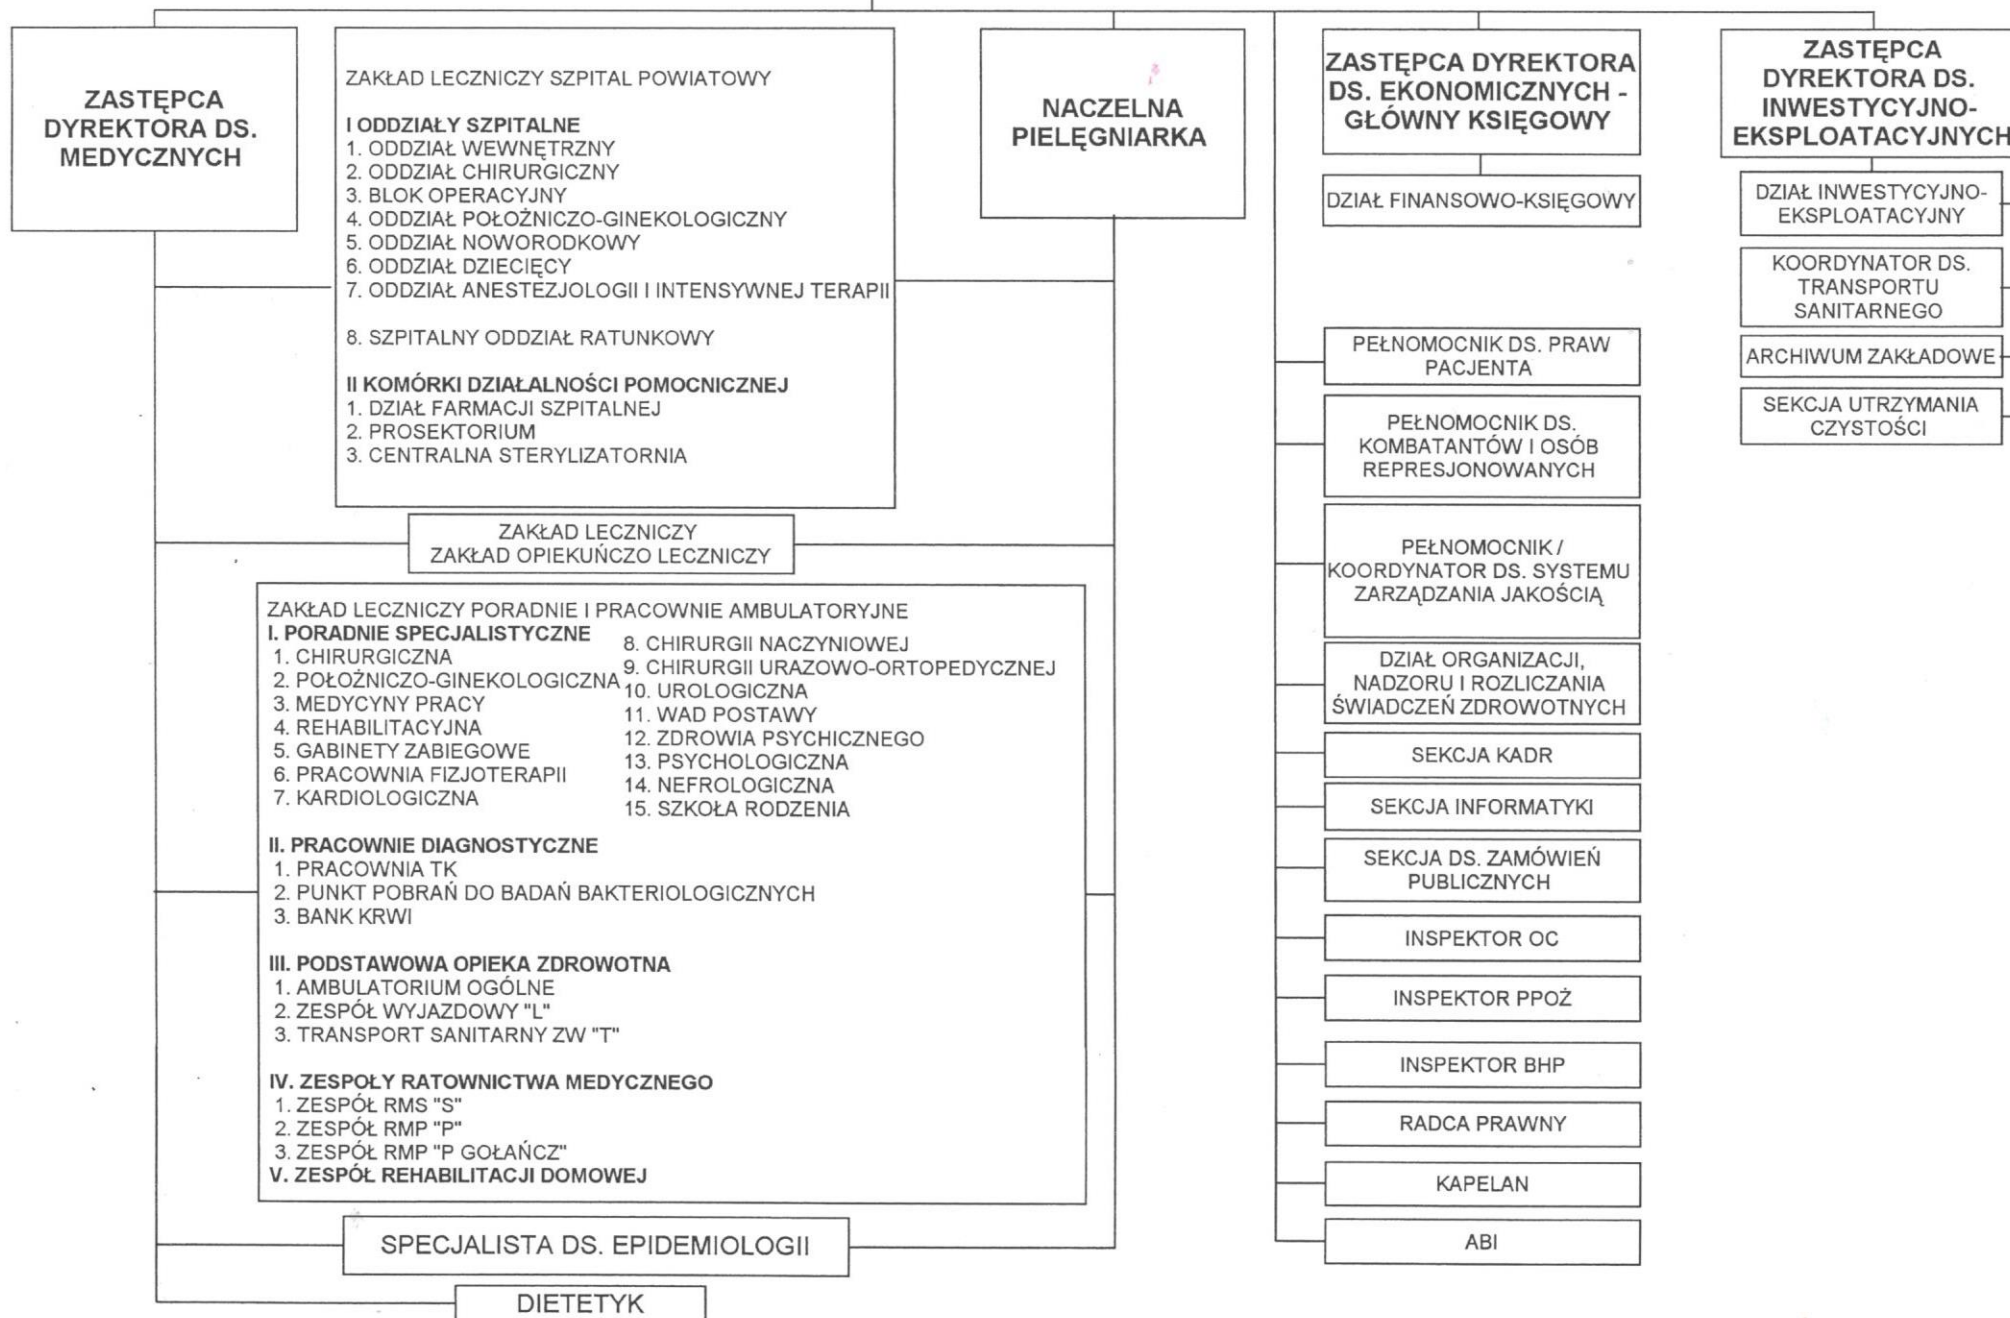 ZASTĘPCA
DYREKTORA DS.
MEDYCZNYCH
ZAKŁAD LECZNICZY SZPITAL POWIATOWY
I ODDZIAŁY SZPITALNE
1. ODDZIAŁ WEWNĘTRZNY
2. ODDZIAŁ CHIRURGICZNY
3. BLOK OPERACYJNY
4. ODDZIAŁ POŁOŻNICZO-GINEKOLOGICZNY
5. ODDZIAŁ NOWORODKOWY
6. ODDZIAŁ DZIECIĘCY
7. ODDZIAŁ ANESTEZJOLOGII I INTENSYWNEJ TERAPII
8. SZPITALNY ODDZIAŁ RATUNKOWY
II KOMÓRKI DZIAŁALNOŚCI POMOCNICZNEJ
1. DZIAŁ FARMACJI SZPITALNEJ
2. PROSEKTORIUM
3. CENTRALNA STERYLIZATORNIA
ZAKŁAD LECZNICZY
ZAKŁAD OPIEKUŃCZO LECZNICZY
ZAKŁAD LECZNICZY PORADNIE I PRACOWNIE AMBULATORYJNE
I. PORADNIE SPECJALISTYCZNE
1. CHIRURGICZNA
2. POŁOŻNICZO-GINEKOLOGICZNA
3. MEDYCYNY PRACY
4. REHABILITACYJNA
5. GABINETY ZABIEGOWE
6. PRACOWNIA FIZJOTERAPII
7. KARDIOLOGICZNA
8. CHIRURGII NACZYNIOWEJ
9. CHIRURGII URAZOWO-ORTOPEDYCZNEJ
10. UROLOGICZNA
11. WAD POSTAWY
12. ZDROWIA PSYCHICZNEGO
13. PSYCHOLOGICZNA
14. NEFROLOGICZNA
15. SZKOŁA RODZENIA
II. PRACOWNIE DIAGNOSTYCZNE
1. PRACOWNIA TK
2. PUNKT POBRAŃ DO BADAŃ BAKTERIOLOGICZNYCH
3. BANK KRWI
III. PODSTAWOWA OPIEKA ZDROWOTNA
1. AMBULATORIUM OGÓLNE
2. ZESPÓŁ WYJAZDOWY "L"
3. TRANSPORT SANITARNY ZW "T"
IV. ZESPOŁY RATOWNICTWA MEDYCZNEGO
1. ZESPÓŁ RMS "S"
2. ZESPÓŁ RMP "P"
3. ZESPÓŁ RMP "P GOŁAŃCZ"
V. ZESPÓŁ REHABILITACJI DOMOWEJ
SPECJALISTA DS. EPIDEMIOLOGII
DIETETYK
NACZELNA
PIELĘGNIARKA
ZASTĘPCA DYREKTORA
DS. EKONOMICZNYCH -
GŁÓWNY KSIĘGOWY
DZIAŁ FINANSOWO-KSIĘGOWY
PEŁNOMOCNIK DS. PRAW
PACJENTA
PEŁNOMOCNIK DS.
KOMBATANTÓW I OSÓB
REPRESJONOWANYCH
PEŁNOMOCNIK /
KOORDYNATOR DS. SYSTEMU
ZARZĄDZANIA JAKOŚCIĄ
DZIAŁ ORGANIZACJI,
NADZORU I ROZLICZANIA
ŚWIADCZEŃ ZDROWOTNYCH
SEKCJA KADR
SEKCJA INFORMATYKI
SEKCJA DS. ZAMÓWIEŃ
PUBLICZNYCH
INSPEKTOR OC
INSPEKTOR PPOŻ
INSPEKTOR BHP
RADCA PRAWNY
KAPELAN
ABI
ZASTĘPCA
DYREKTORA DS.
INWESTYCYJNO-
EKSPLOATACYJNYCH
DZIAŁ INWESTYCYJNO-
EKSPLOATACYJNY
KOORDYNATOR DS.
TRANSPORTU
SANITARNEGO
ARCHIWUM ZAKŁADOWE
SEKCJA UTRZYMANIA
CZYSTOŚCI